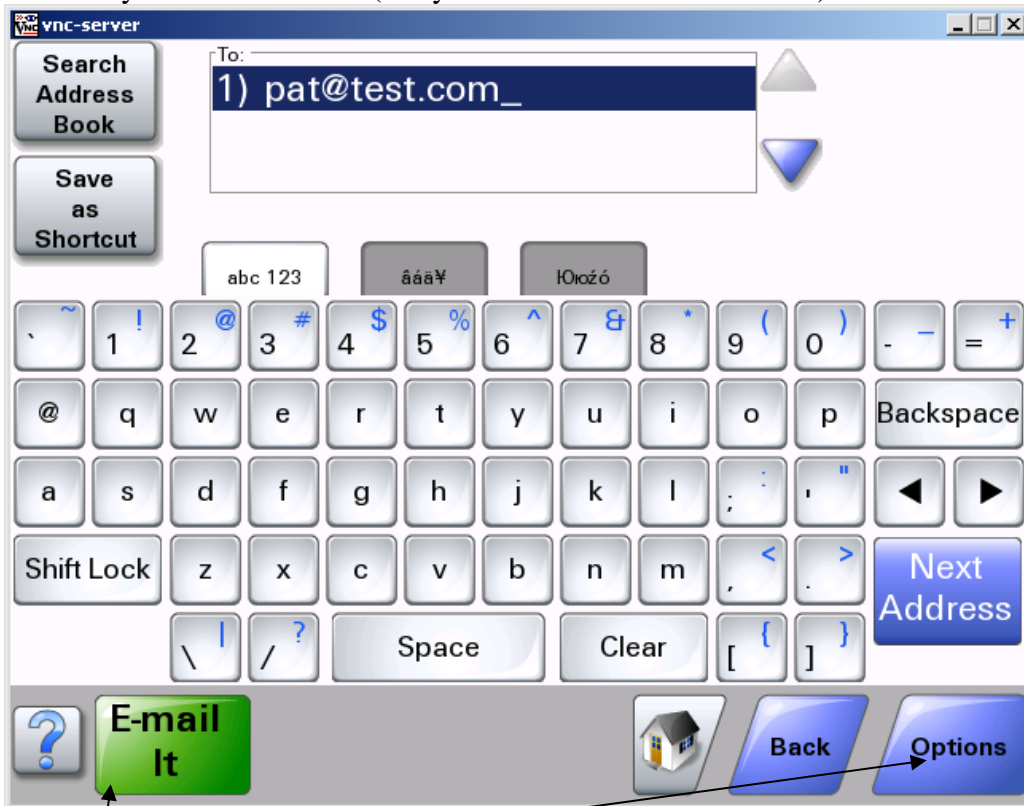 vnc-server
Search
Address
Book
To:
1) pat@test.com_
Save
as
Shortcut
abc 123
âáä¥
Ююźó
` ~ 1 ! 2 @ 3 # 4 $ 5 % 6 ^ 7 & 8 * 9 ( 0 ) - _ = +
@ q w e r t y u i o p Backspace
a s d f g h j k l ; : ' " ◀ ▶
Shift Lock z x c v b n m , < . > Next
Address
\ | / ? Space Clear [ { ] }
? E-mail
It
Back Options